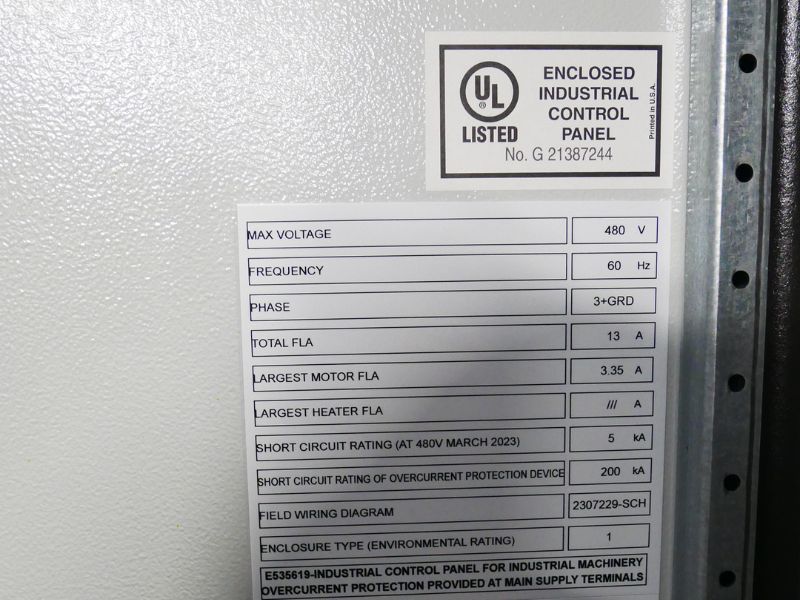 UL
®
LISTED
ENCLOSED
INDUSTRIAL
CONTROL
PANEL
No. G 21387244
Printed in U.S.A.
MAX VOLTAGE 480 V
FREQUENCY 60 Hz
PHASE 3+GRD
TOTAL FLA 13 A
LARGEST MOTOR FLA 3.35 A
LARGEST HEATER FLA /// A
SHORT CIRCUIT RATING (AT 480V MARCH 2023) 5 kA
SHORT CIRCUIT RATING OF OVERCURRENT PROTECTION DEVICE 200 kA
FIELD WIRING DIAGRAM 2307229-SCH
ENCLOSURE TYPE (ENVIRONMENTAL RATING) 1
E535619-INDUSTRIAL CONTROL PANEL FOR INDUSTRIAL MACHINERY
OVERCURRENT PROTECTION PROVIDED AT MAIN SUPPLY TERMINALS